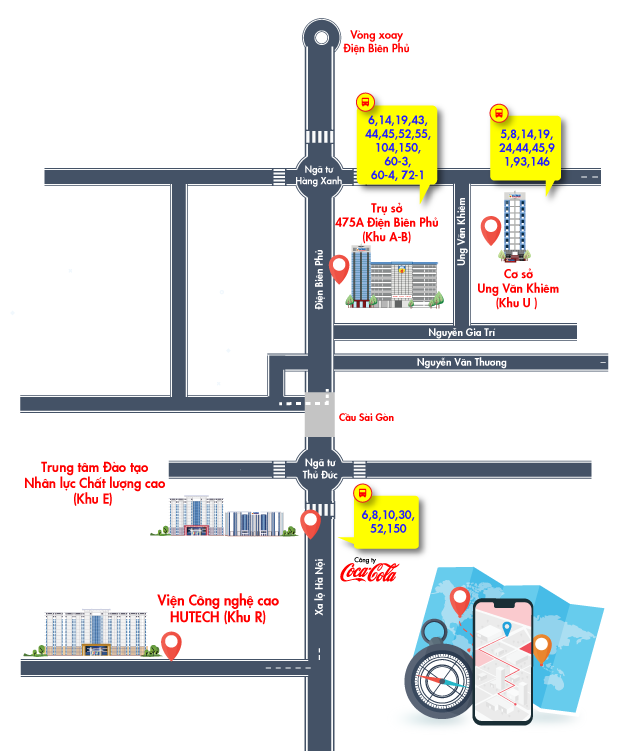 Vòng xoay
Điện Biên Phủ
6,14,19,43,
44,45,52,55,
104,150,
60-3,
60-4, 72-1
5,8,14,19,
24,44,45,9
1,93,146
Ngã tư
Hàng Xanh
Trụ sở
475A Điện Biên Phủ
(Khu A-B)
Ung Văn Khiêm
Điện Biên Phủ
Cơ sở
Ung Văn Khiêm
(Khu U )
Nguyễn Gia Trí
Nguyễn Văn Thương
Cầu Sài Gòn
Ngã tư
Thủ Đức
Trung tâm Đào tạo
Nhân lực Chất lượng cao
(Khu E)
6,8,10,30,
52,150
Công ty
Coca-Cola
Xa lộ Hà Nội
Viện Công nghệ cao
HUTECH (Khu R)